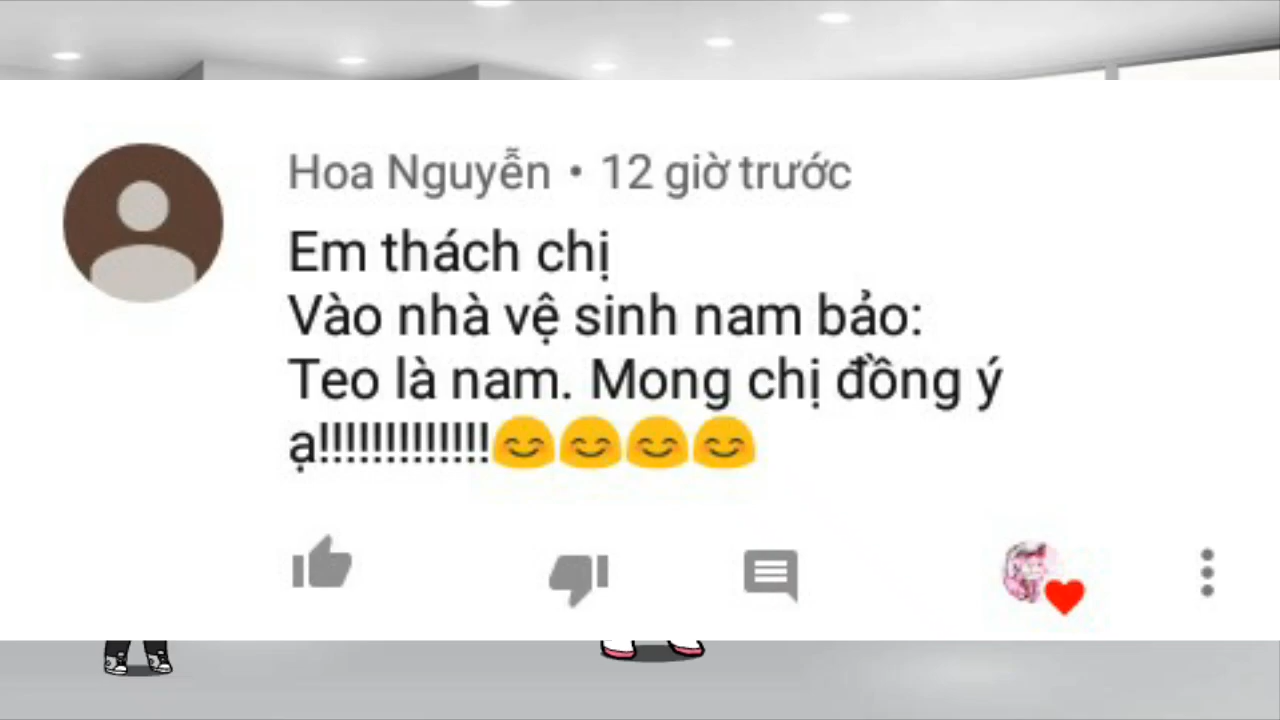 Hoa Nguyễn • 12 giờ trước
Em thách chị
Vào nhà vệ sinh nam bảo:
Teo là nam. Mong chị đồng ý
ạ!!!!!!!!!!!!!😊😊😊😊